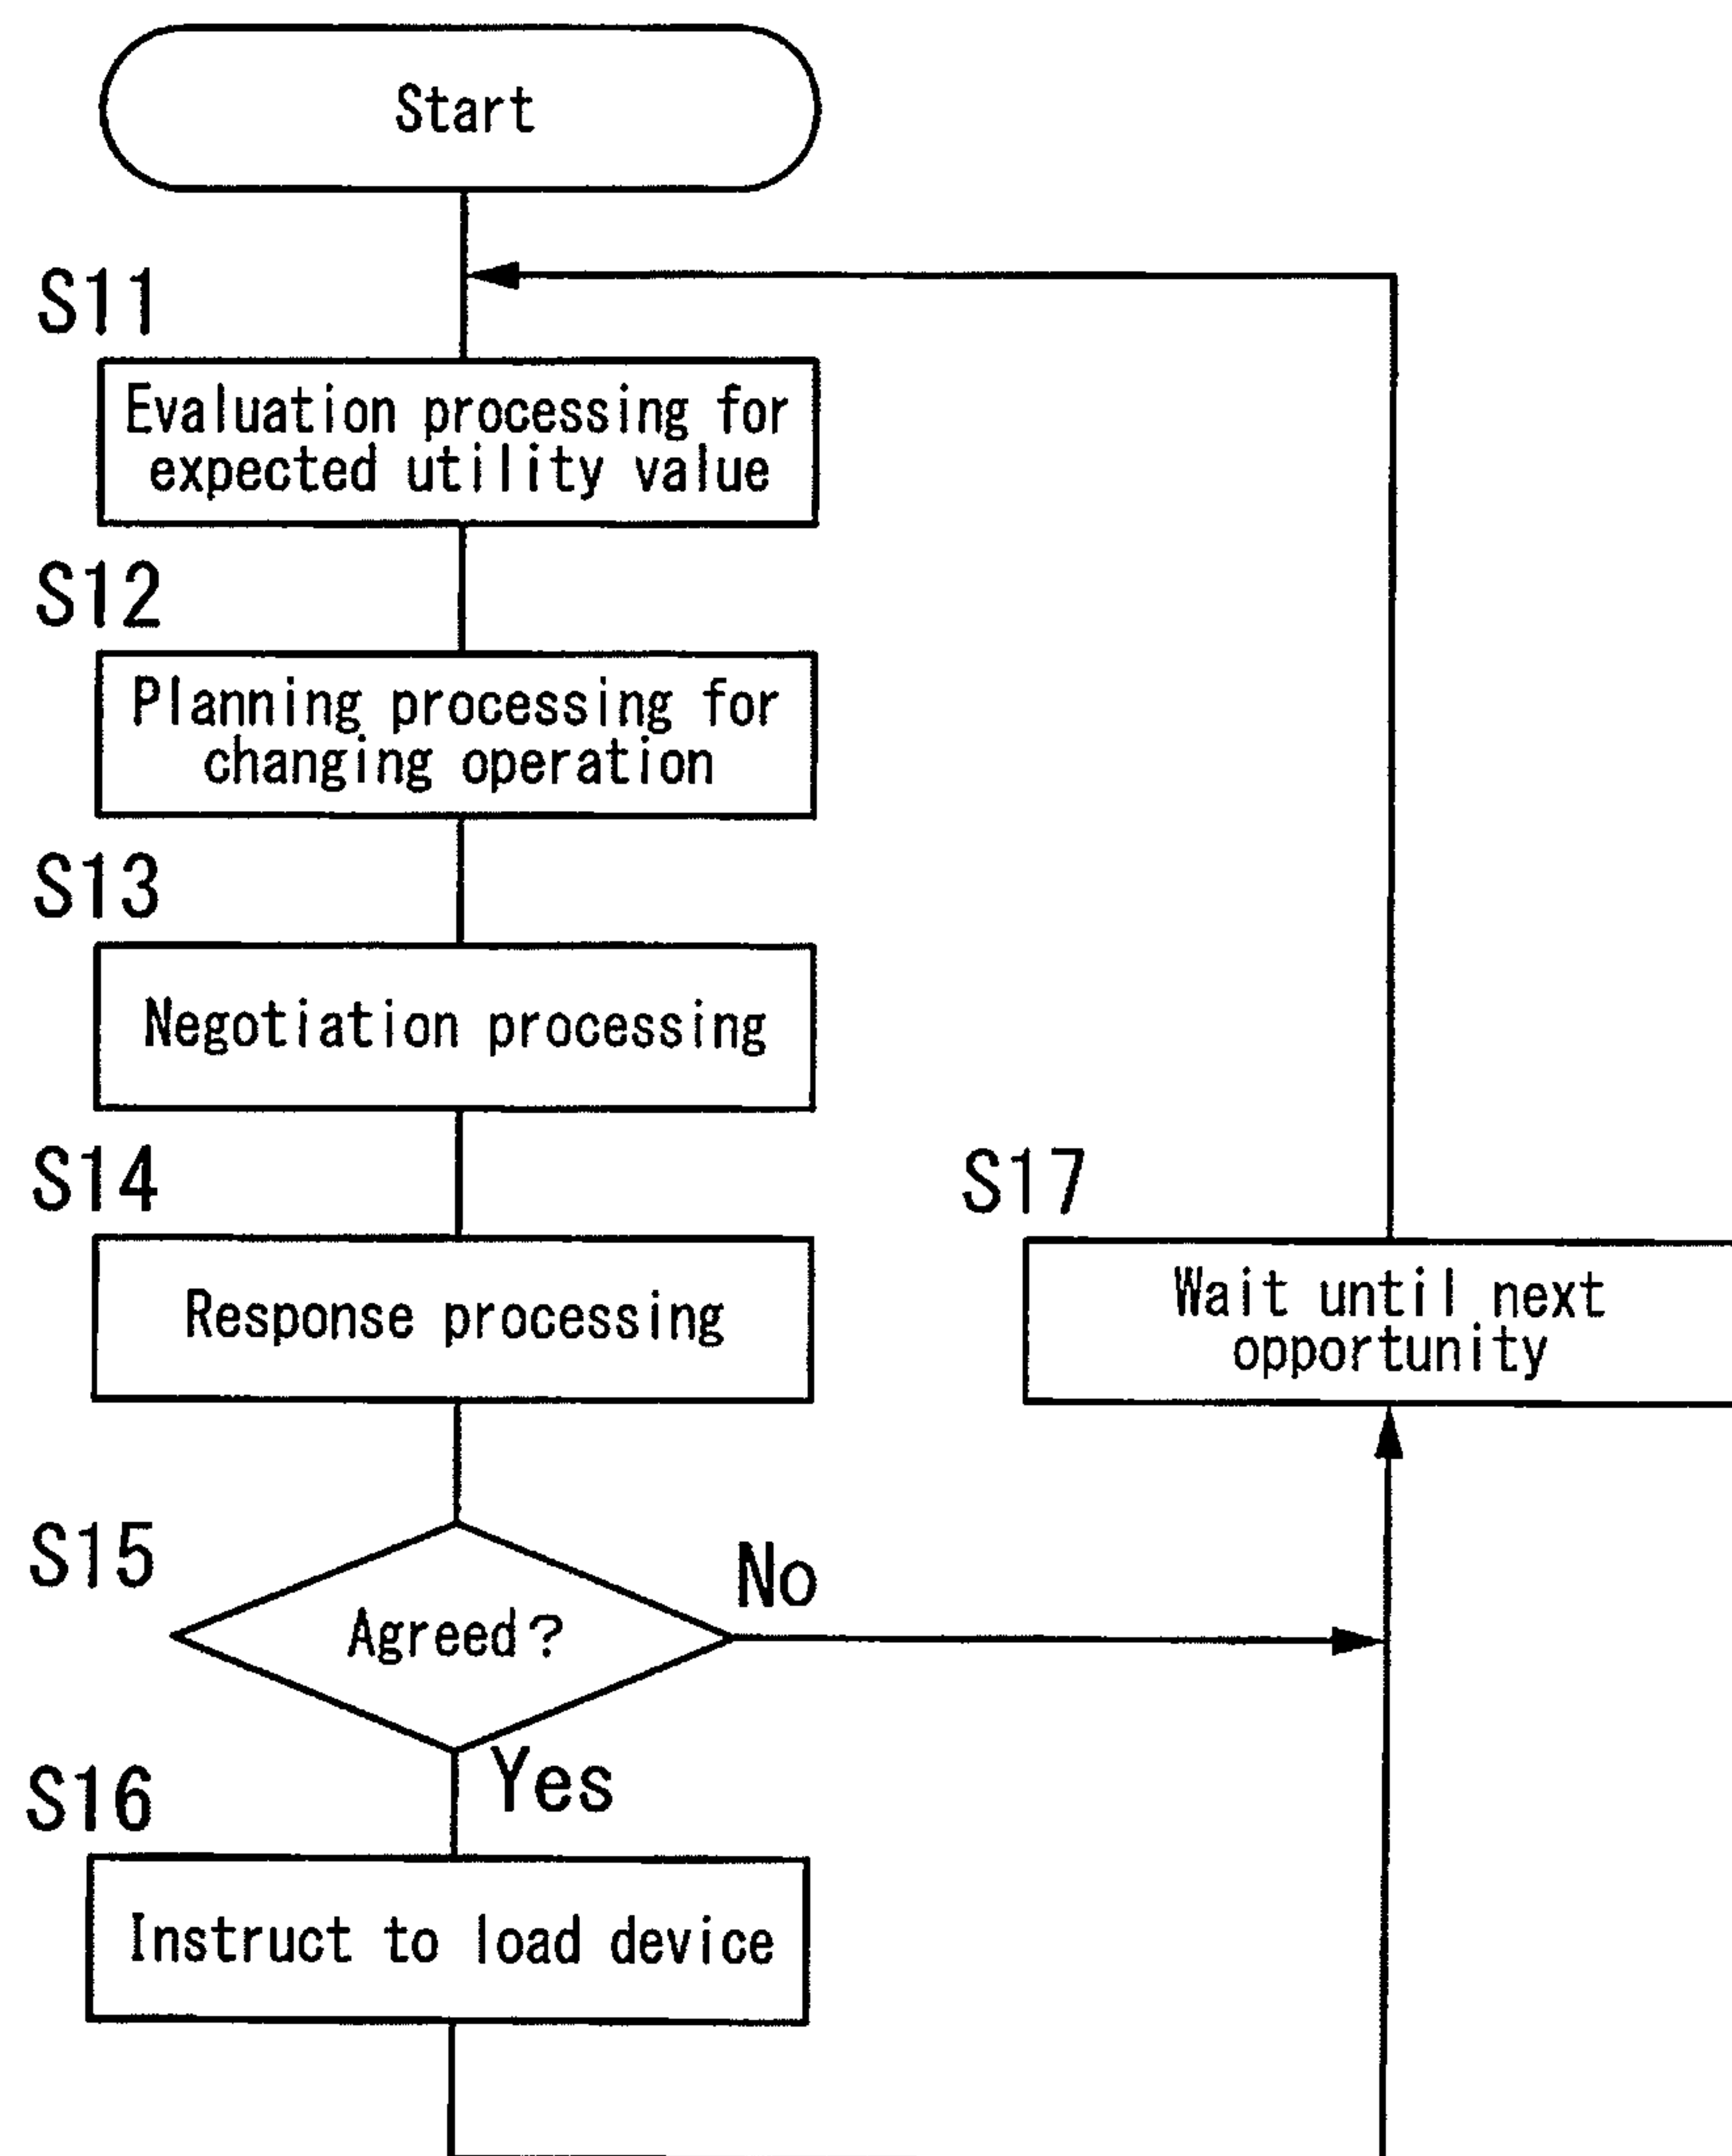 Start
S11
Evaluation processing for
expected utility value
S12
Planning processing for
changing operation
S13
Negotiation processing
S14
Response processing
S17
Wait until next
opportunity
S15
Agreed?
No
Yes
S16
Instruct to load device